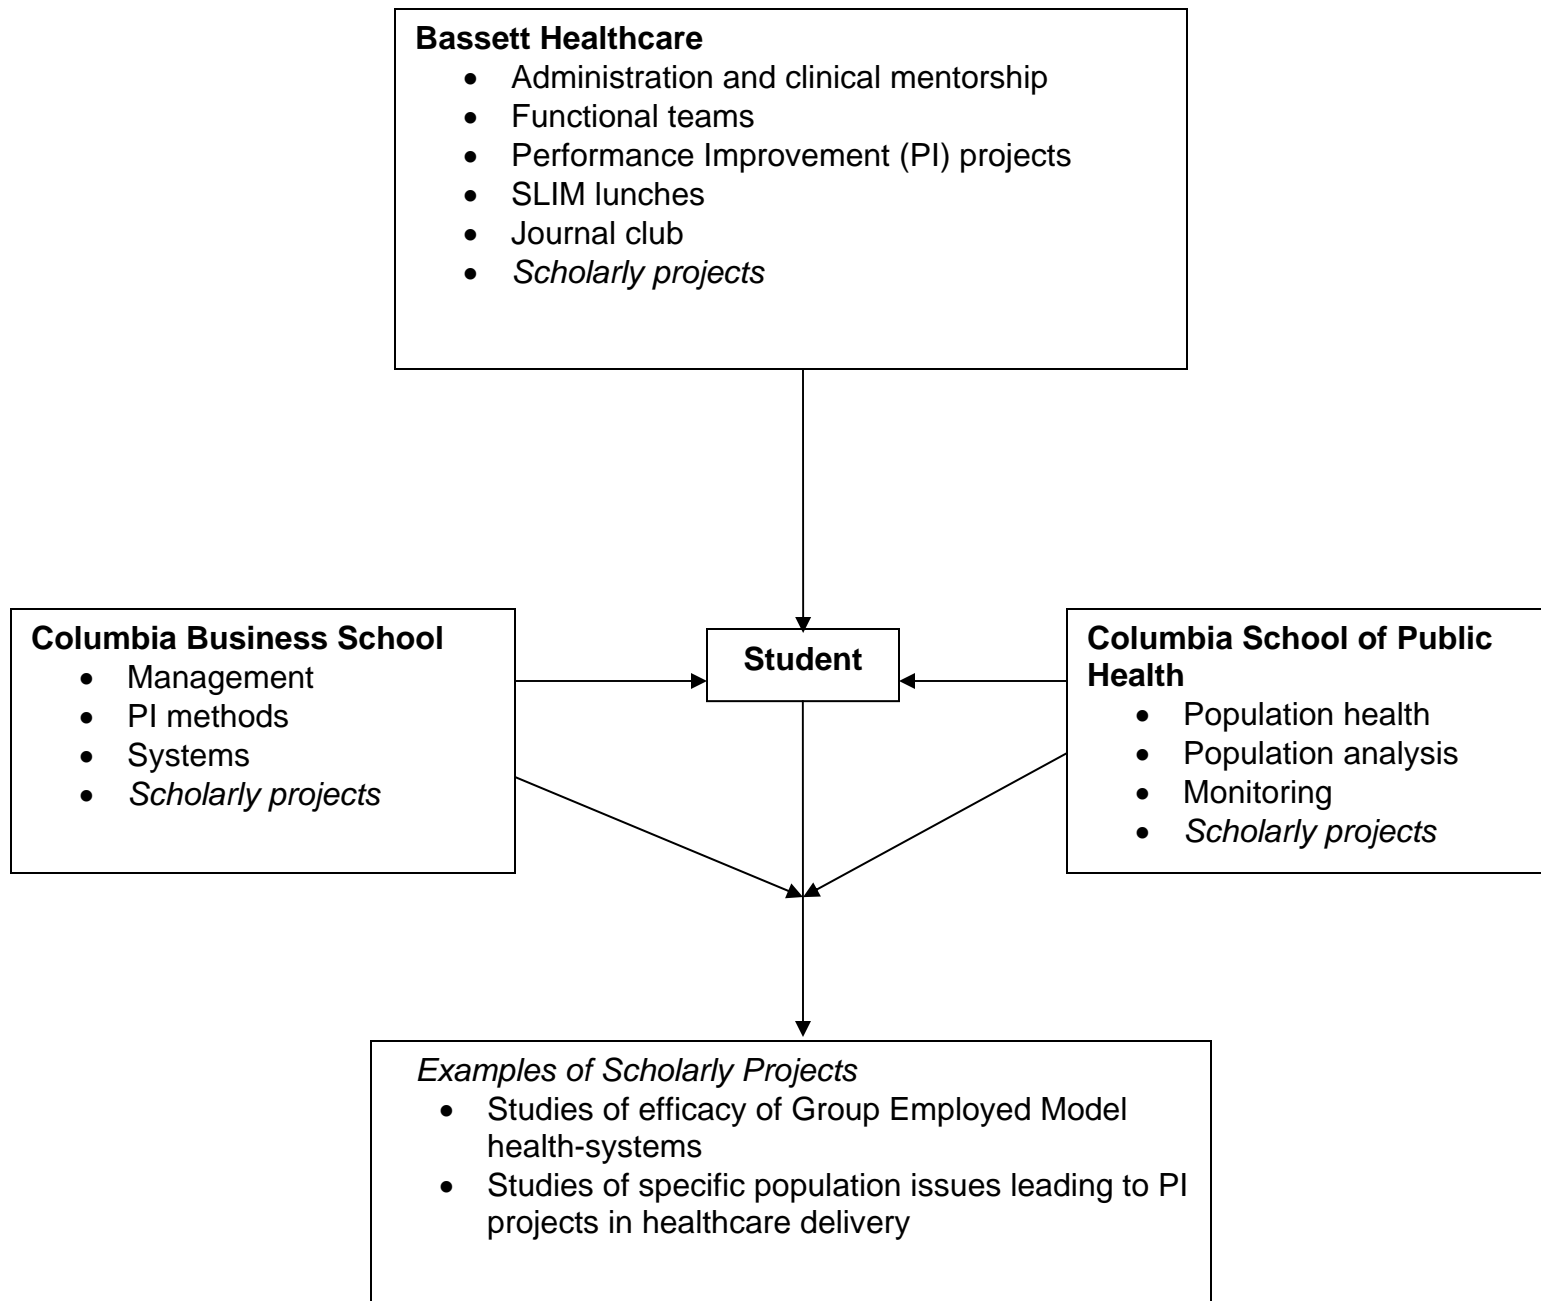 Bassett Healthcare
• Administration and clinical mentorship
• Functional teams
• Performance Improvement (PI) projects
• SLIM lunches
• Journal club
• Scholarly projects
Columbia Business School
• Management
• PI methods
• Systems
• Scholarly projects
Student
Columbia School of Public
Health
• Population health
• Population analysis
• Monitoring
• Scholarly projects
Examples of Scholarly Projects
• Studies of efficacy of Group Employed Model
health-systems
• Studies of specific population issues leading to PI
projects in healthcare delivery